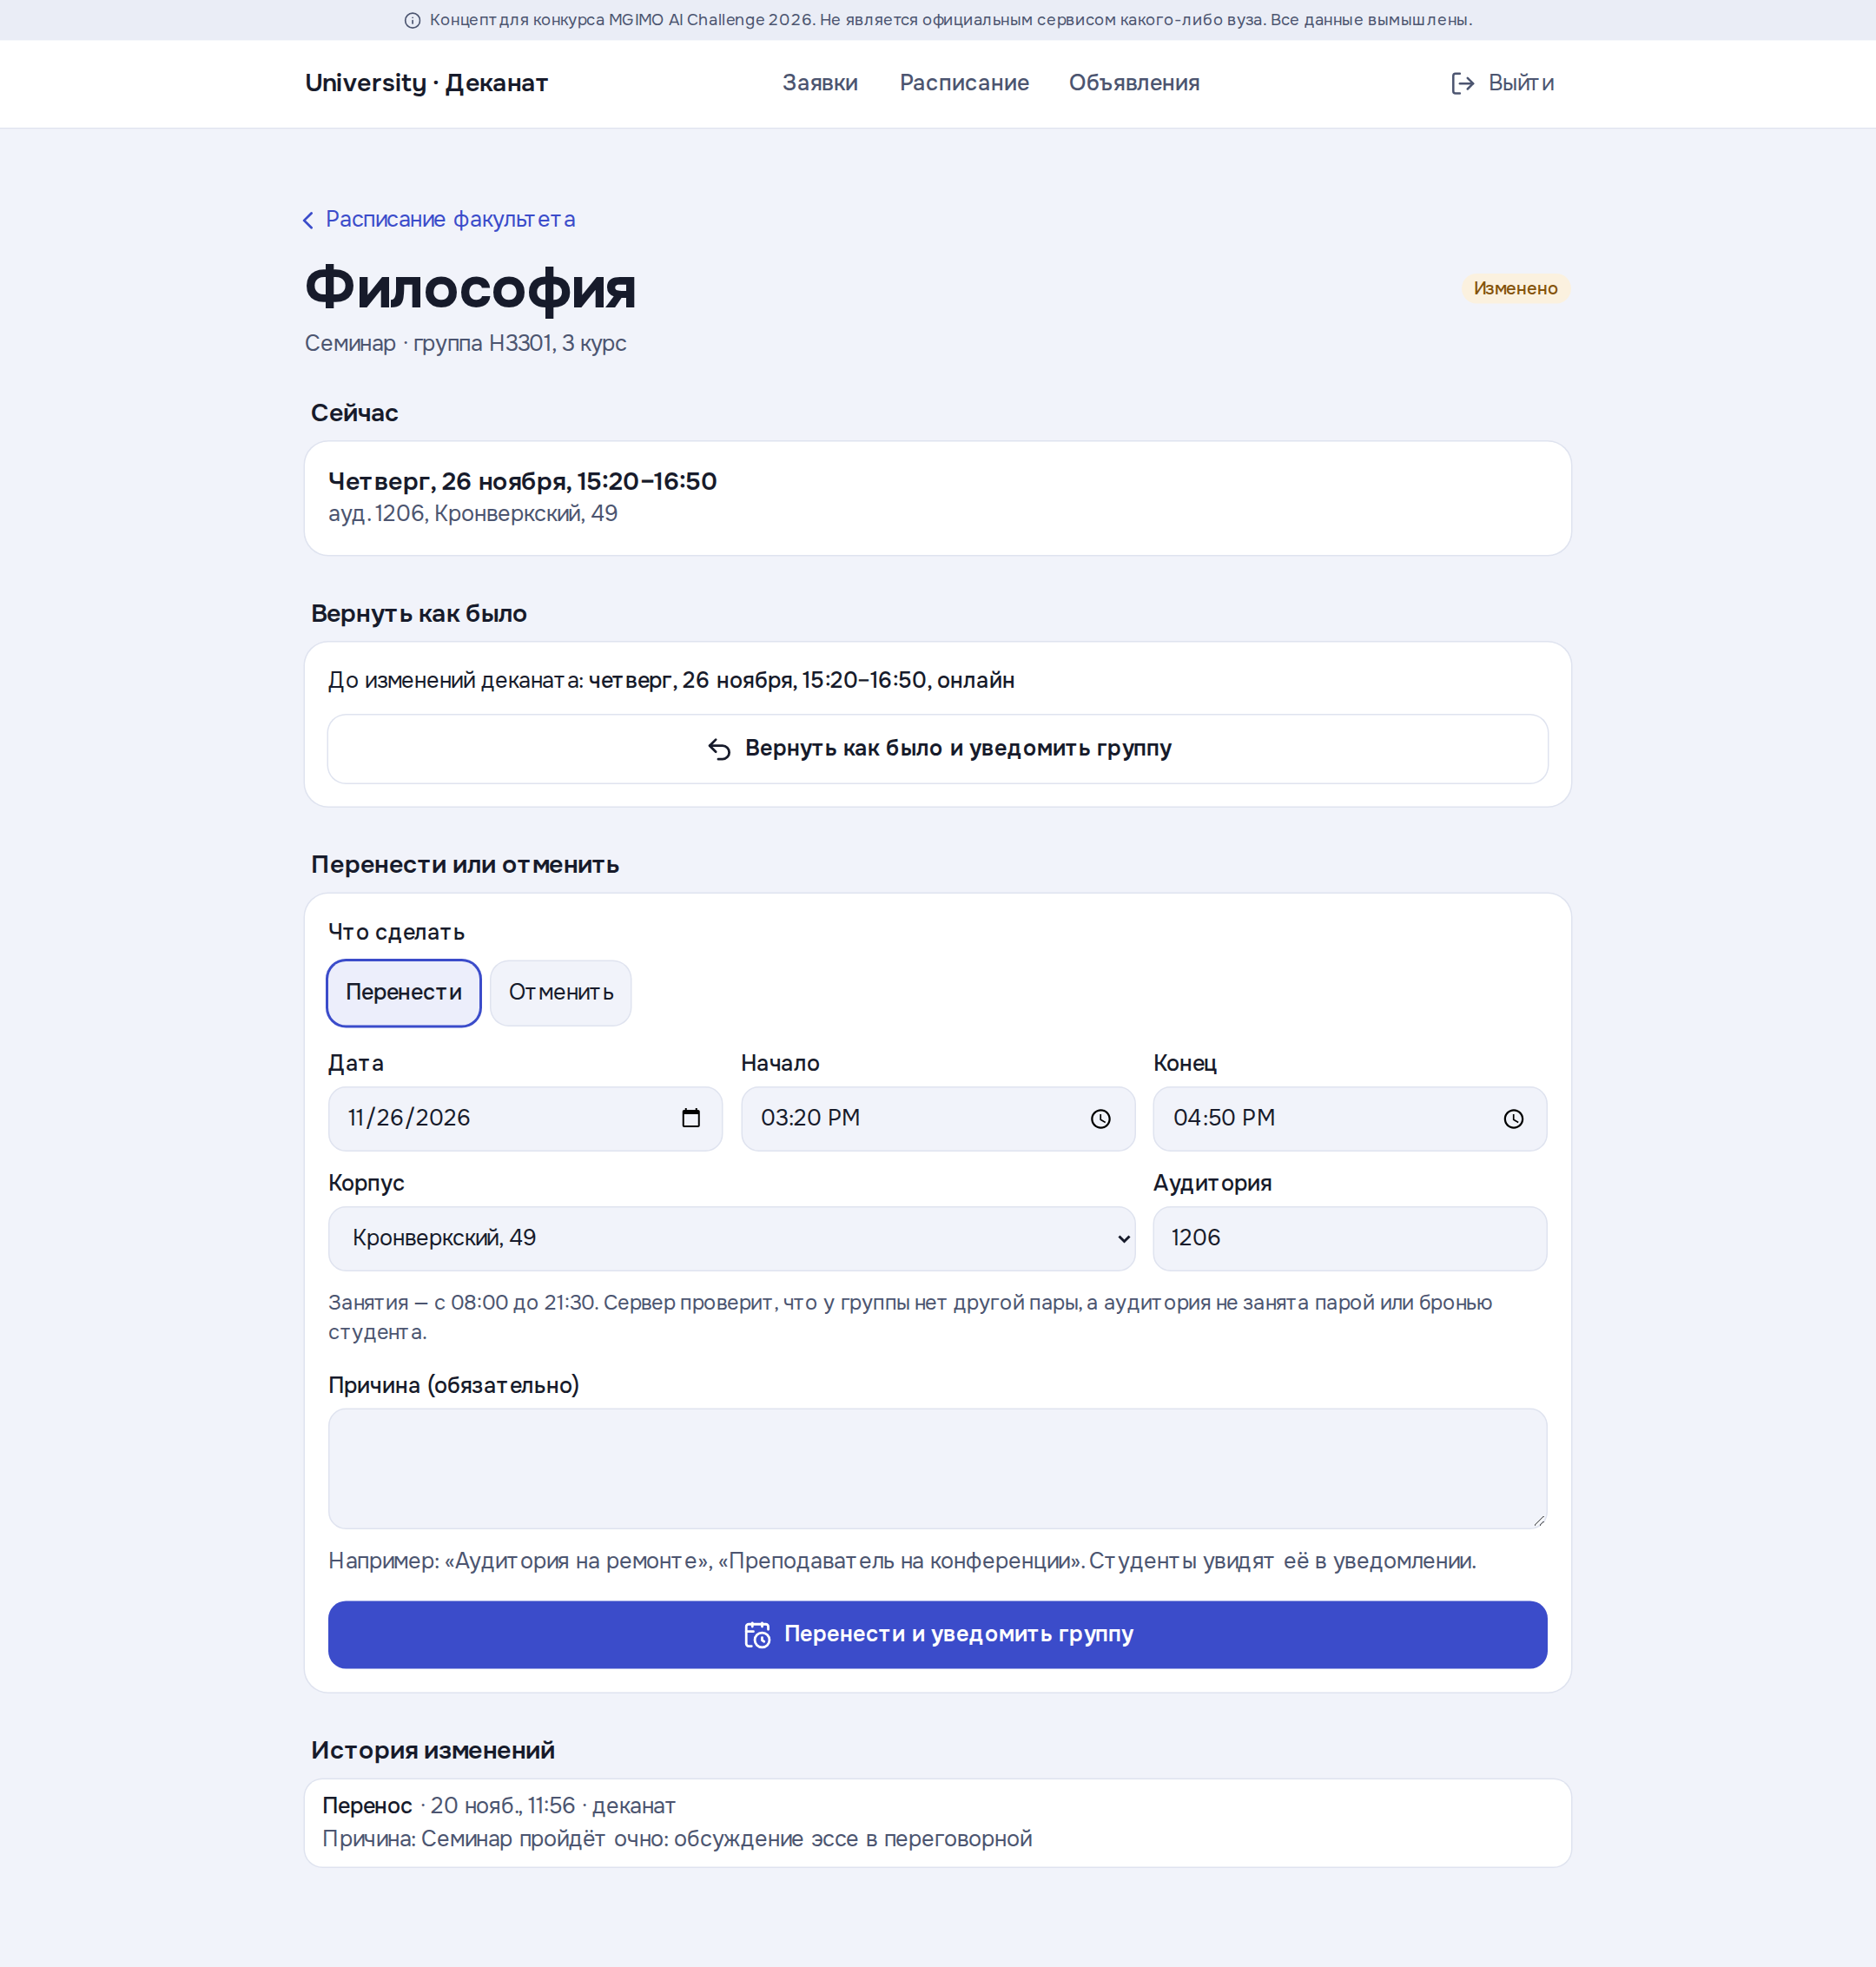 Концепт для конкурса MGIMO AI Challenge 2026. Не является официальным сервисом какого-либо вуза. Все данные вымышлены.
University · Деканат
Заявки
Расписание
Объявления
Выйти
Расписание факультета
Философия
Изменено
Семинар · группа H3301, 3 курс
Сейчас
Четверг, 26 ноября, 15:20–16:50
ауд. 1206, Кронверкский, 49
Вернуть как было
До изменений деканата: четверг, 26 ноября, 15:20–16:50, онлайн
Вернуть как было и уведомить группу
Перенести или отменить
Что сделать
Перенести
Отменить
Дата
Начало
Конец
11/26/2026
03:20 PM
04:50 PM
Корпус
Аудитория
Кронверкский, 49
1206
Занятия — с 08:00 до 21:30. Сервер проверит, что у группы нет другой пары, а аудитория не занята парой или бронью
студента.
Причина (обязательно)
Например: «Аудитория на ремонте», «Преподаватель на конференции». Студенты увидят её в уведомлении.
Перенести и уведомить группу
История изменений
Перенос · 20 нояб., 11:56 · деканат
Причина: Семинар пройдёт очно: обсуждение эссе в переговорной